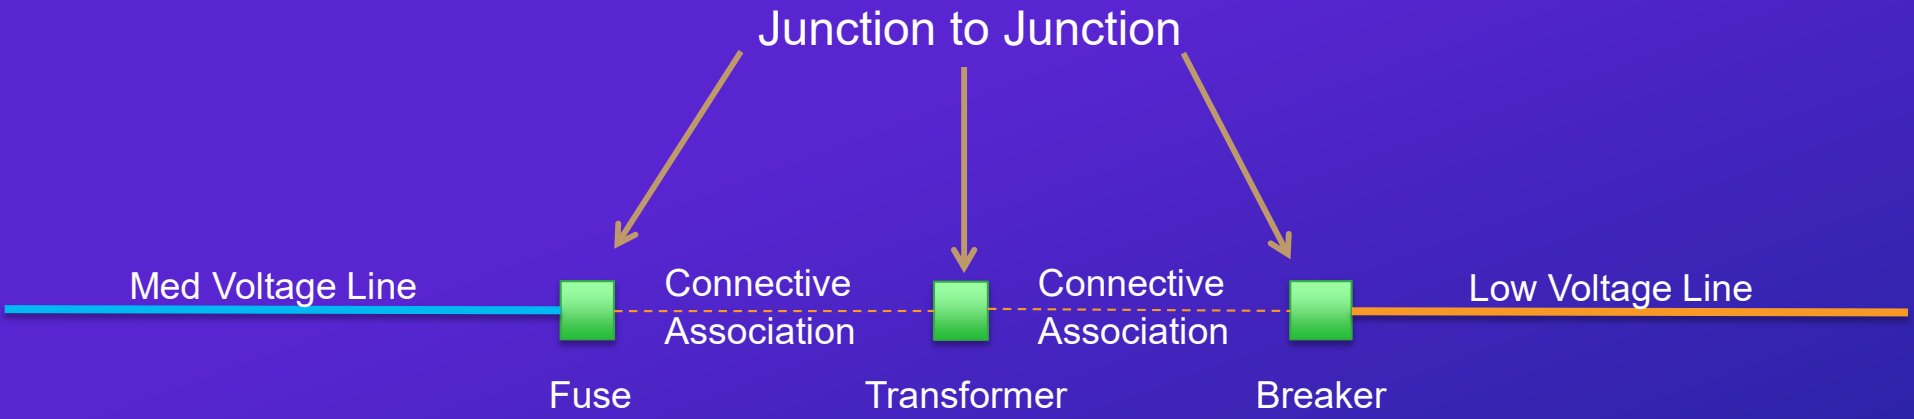 Junction to Junction
Med Voltage Line
Connective
Association
Connective
Association
Low Voltage Line
Fuse
Transformer
Breaker